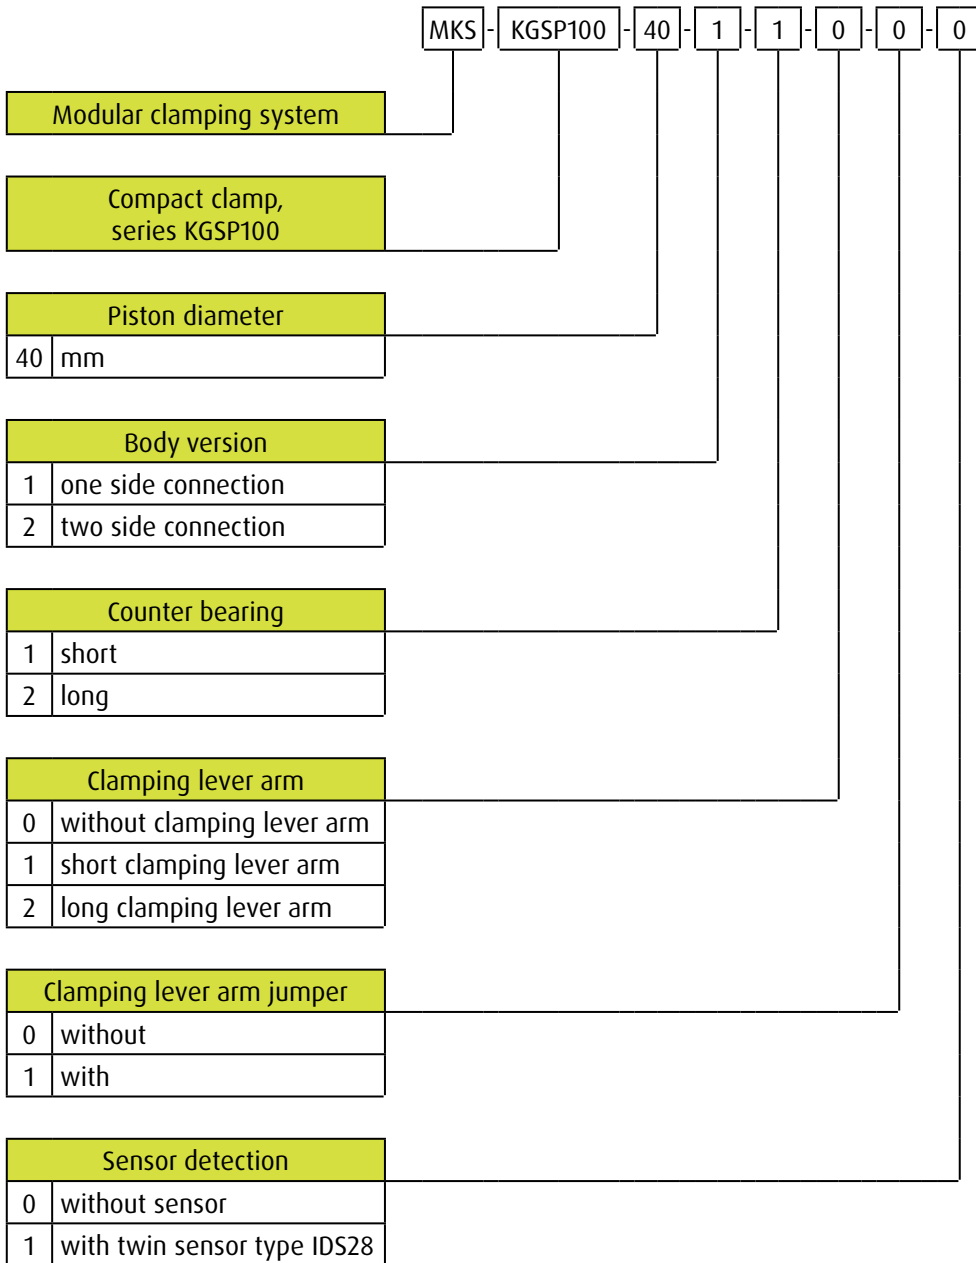 MKS - KGSP100 - 40 - 1 - 1 - 0 - 0 - 0
Modular clamping system
Compact clamp,
series KGSP100
Piston diameter
40 mm
Body version
1 one side connection
2 two side connection
Counter bearing
1 short
2 long
Clamping lever arm
0 without clamping lever arm
1 short clamping lever arm
2 long clamping lever arm
Clamping lever arm jumper
0 without
1 with
Sensor detection
0 without sensor
1 with twin sensor type IDS28